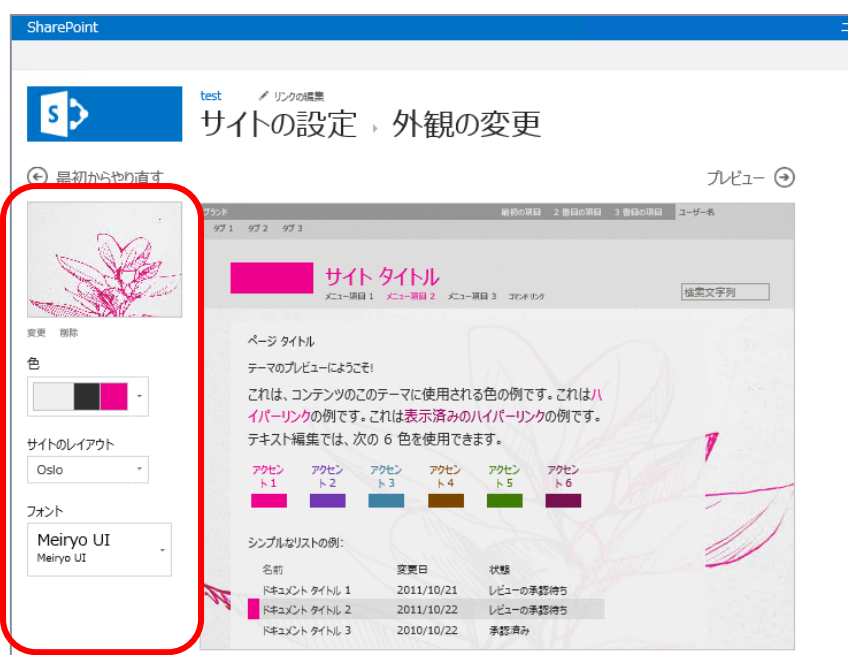 SharePoint
test リンクの編集
サイトの設定 ▸ 外観の変更
最初からやり直す
プレビュー
変更 削除
色
サイトのレイアウト
Oslo
フォント
Meiryo UI
Meiryo UI
ブランド 最初の項目 2 番目の項目 3 番目の項目 ユーザー名
タブ 1 タブ 2 タブ 3
サイト タイトル
メニュー項目 1 メニュー項目 2 メニュー項目 3 コマンド リンク
検索文字列
ページ タイトル
テーマのプレビューにようこそ!
これは、コンテンツのこのテーマに使用される色の例です。これはハ
イパーリンクの例です。これは表示済みのハイパーリンクの例です。
テキスト編集では、次の 6 色を使用できます。
アクセン アクセン アクセン アクセン アクセン アクセン
ト 1 ト 2 ト 3 ト 4 ト 5 ト 6
シンプルなリストの例:
名前 変更日 状態
ドキュメント タイトル 1 2011/10/21 レビューの承認待ち
ドキュメント タイトル 2 2011/10/22 レビューの承認待ち
ドキュメント タイトル 3 2010/10/22 承認済み